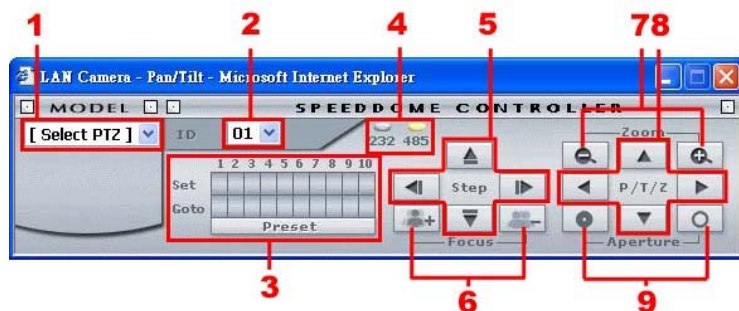 1 2 4 5 78
LAN Camera - Pan/Tilt - Microsoft Internet Explorer
MODEL SPEEDDOME CONTROLLER
[ Select PTZ ] ID 01 232 485 Zoom
1 2 3 4 5 6 7 8 9 10
Set Step P/T/Z
Goto
Preset
Focus Aperture
3 6 9